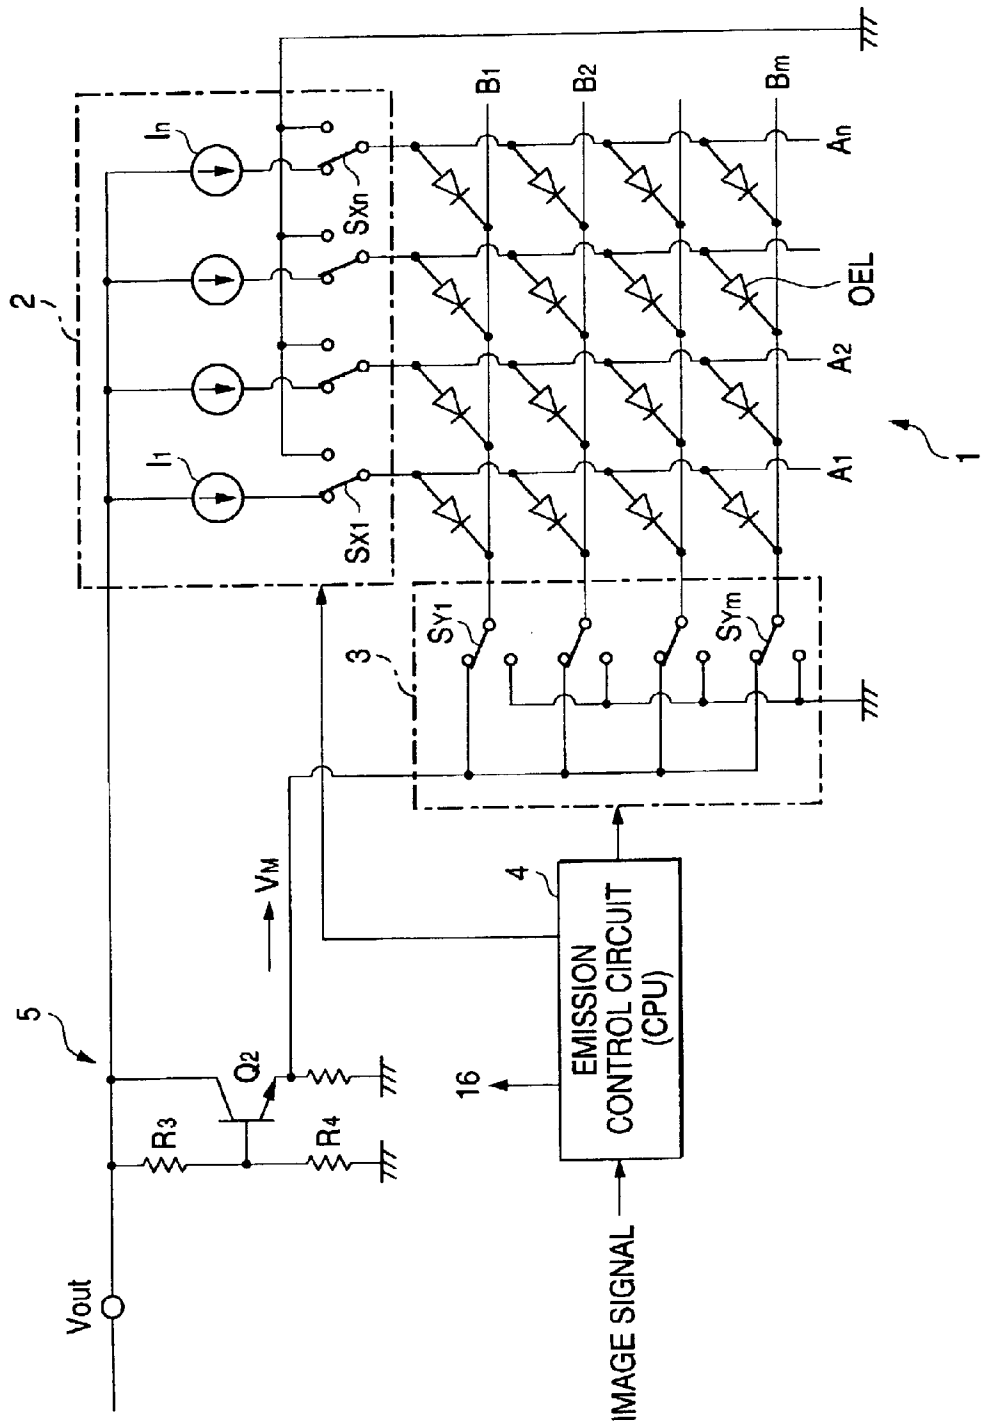 Vout
5
R3
R4
Q2
VM
2
I1
In
SX1
SXn
3
SY1
SYm
B1
B2
Bm
A1
A2
An
OEL
1
16
4
EMISSION
CONTROL CIRCUIT
(CPU)
IMAGE SIGNAL